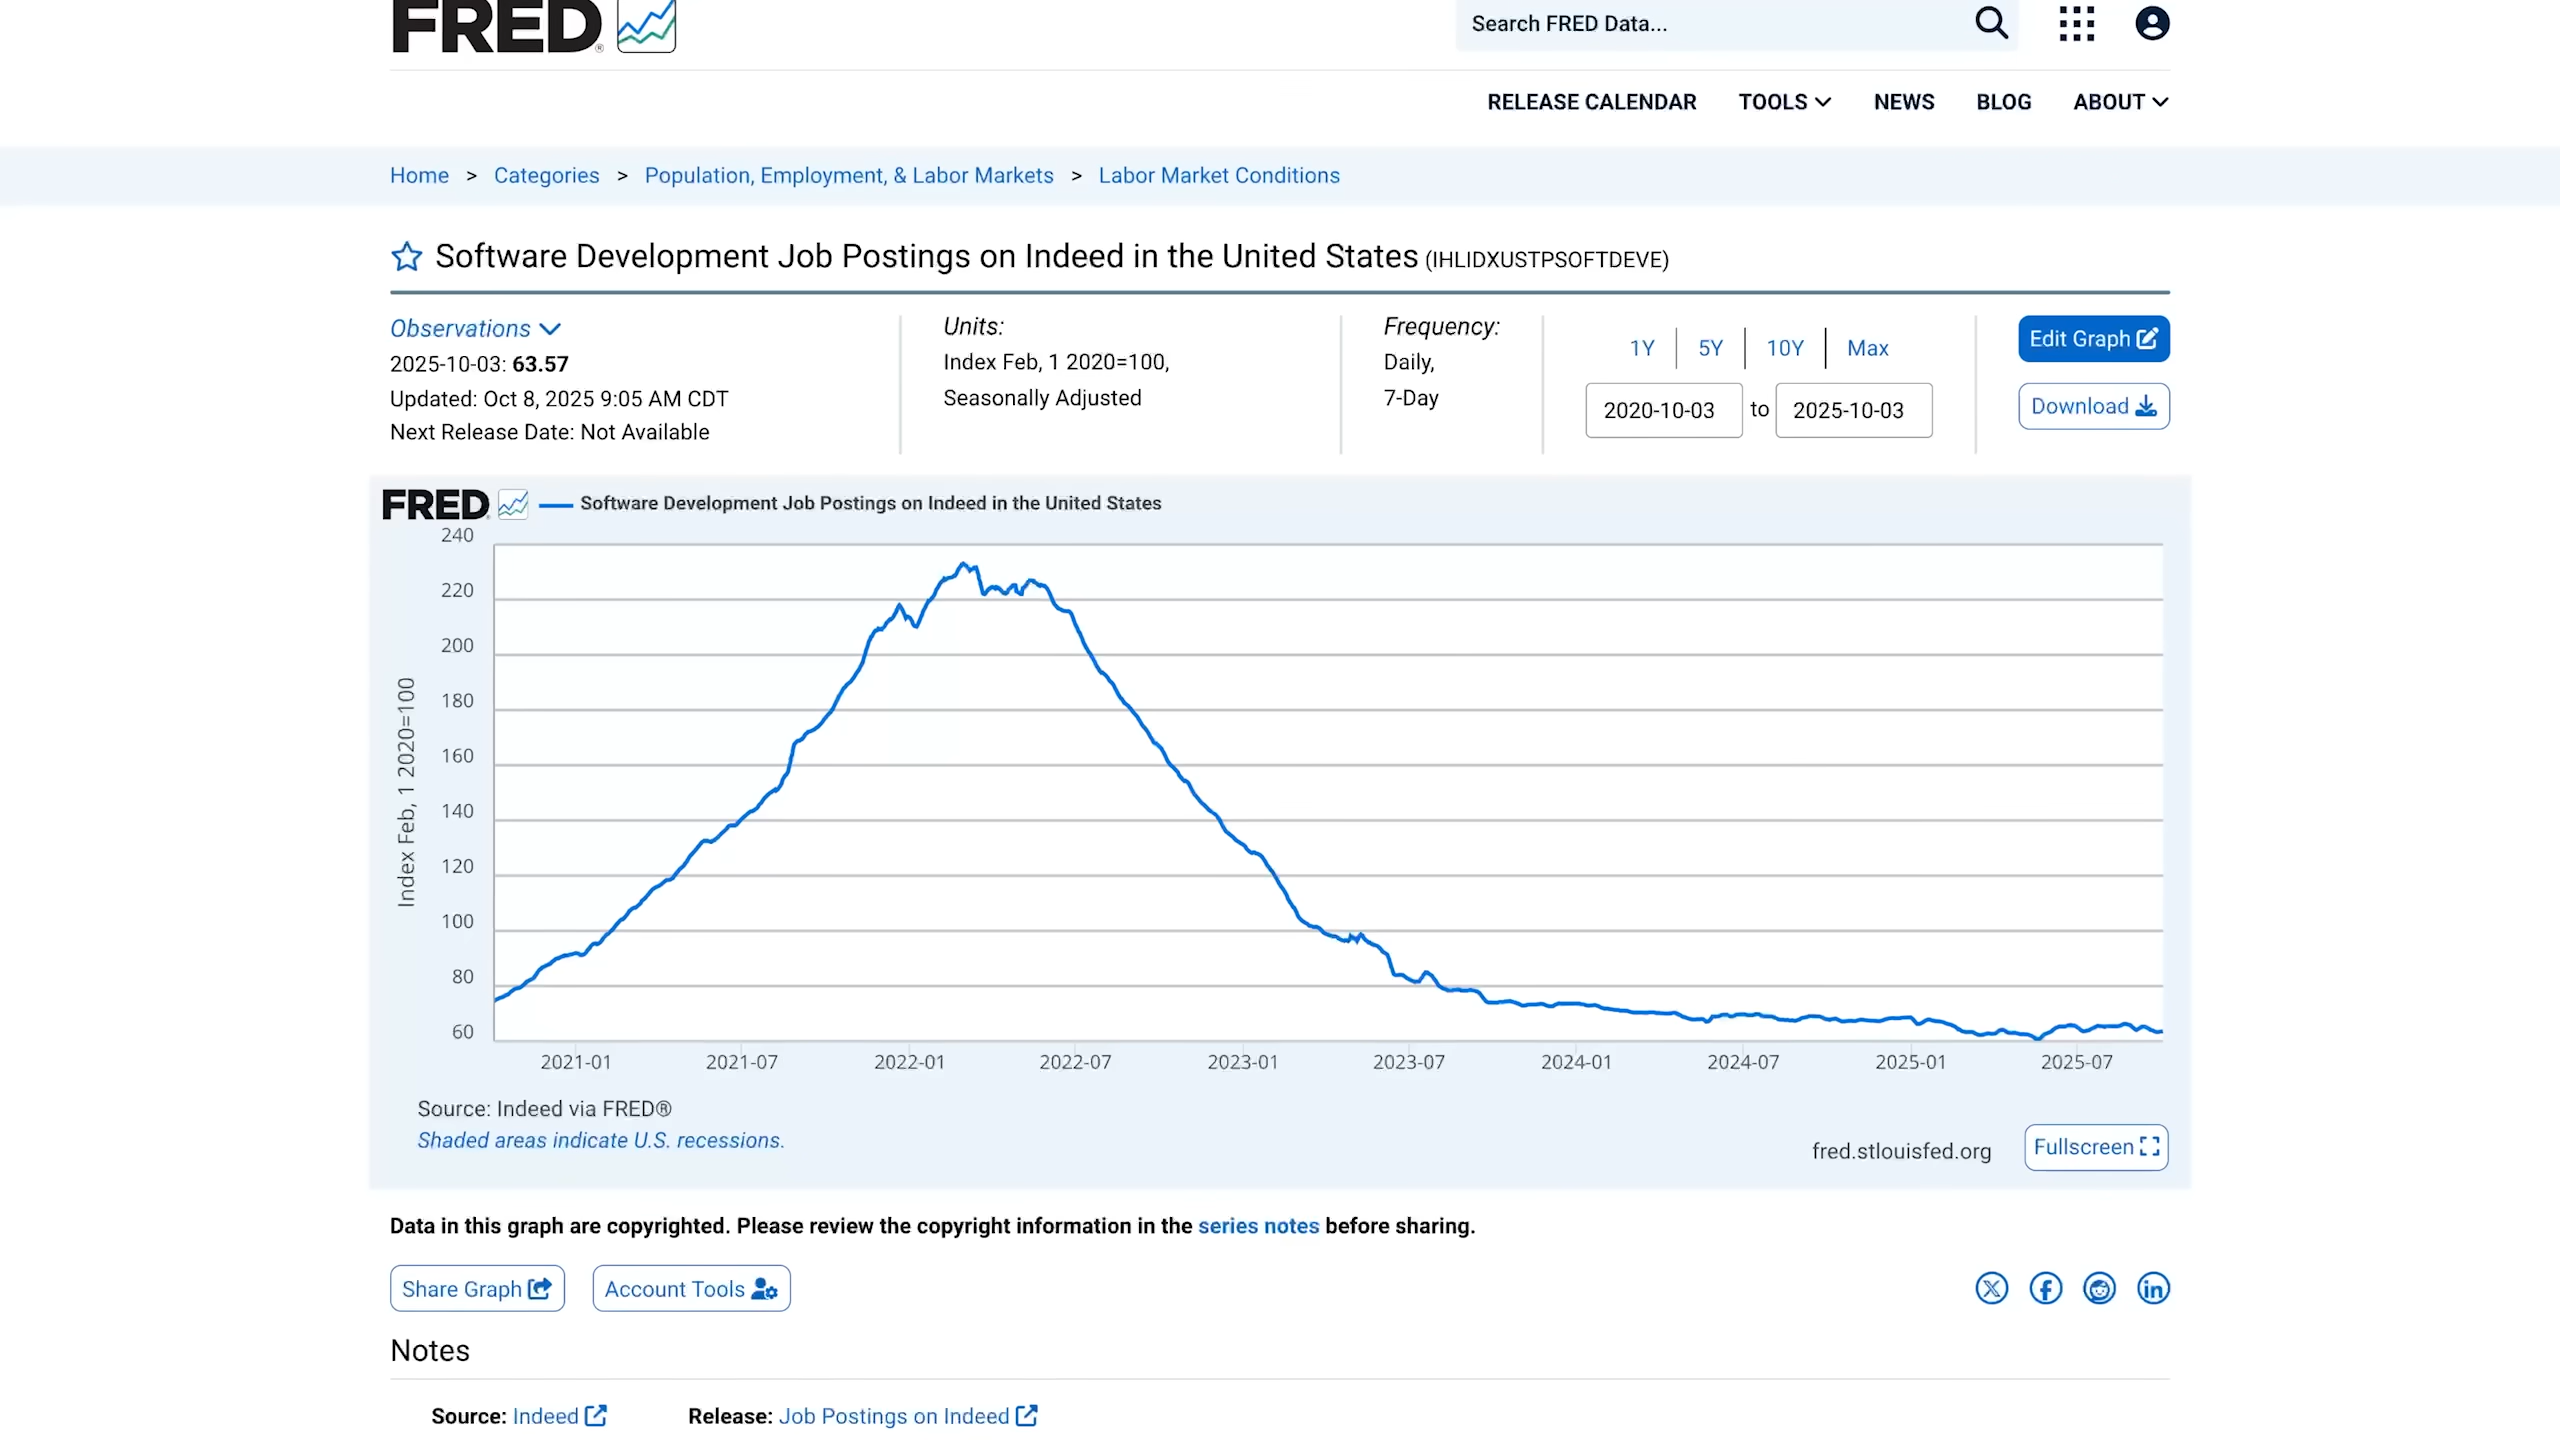 FRED®
Search FRED Data...
RELEASE CALENDAR TOOLS NEWS BLOG ABOUT
Home > Categories > Population, Employment, & Labor Markets > Labor Market Conditions
Software Development Job Postings on Indeed in the United States (IHLIDXUSTPSOFTDEVE)
Observations
2025-10-03: 63.57
Updated: Oct 8, 2025 9:05 AM CDT
Next Release Date: Not Available
Units:
Index Feb, 1 2020=100,
Seasonally Adjusted
Frequency:
Daily,
7-Day
1Y | 5Y | 10Y | Max
2020-10-03 to 2025-10-03
Edit Graph
Download
FRED Software Development Job Postings on Indeed in the United States
240
220
200
180
160
140
120
100
80
60
Index Feb, 1 2020=100
2021-01 2021-07 2022-01 2022-07 2023-01 2023-07 2024-01 2024-07 2025-01 2025-07
Source: Indeed via FRED®
Shaded areas indicate U.S. recessions.
fred.stlouisfed.org
Fullscreen
Data in this graph are copyrighted. Please review the copyright information in the series notes before sharing.
Share Graph
Account Tools
Notes
Source: Indeed Release: Job Postings on Indeed